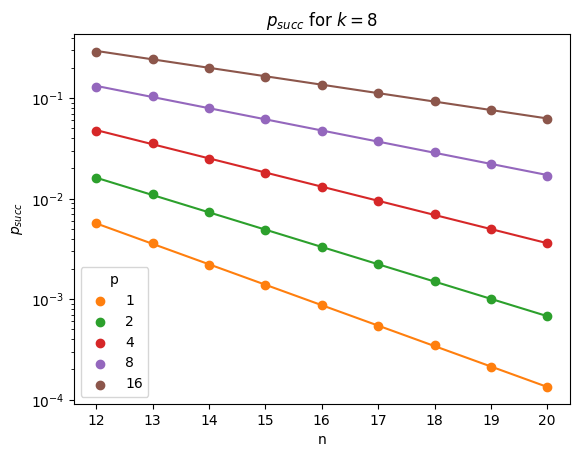 $p_{succ}$ for $k = 8$
$10^{-1}$
$10^{-2}$
$10^{-3}$
$10^{-4}$
$p_{succ}$
p
1
2
4
8
16
12 13 14 15 16 17 18 19 20
n